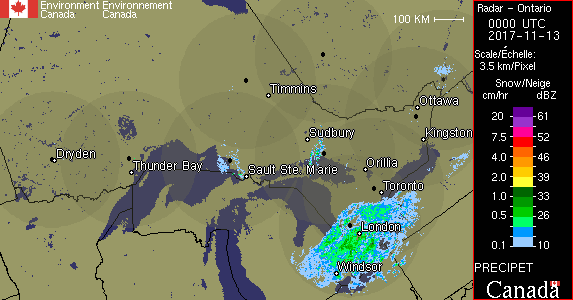 Environment Environnement
Canada Canada
100 KM
Timmins
Ottawa
Sudbury
Kingston
Dryden
Thunder Bay
Sault Ste. Marie
Orillia
Toronto
London
Windsor
Radar - Ontario
0000 UTC
2017-11-13
Scale/Échelle:
3.5 km/Pixel
Snow/Neige
cm/hr dBZ
20 61
7.5 52
4.0 46
2.0 39
1.0 33
0.5 26
0.1 10
PRECIPET
Canada